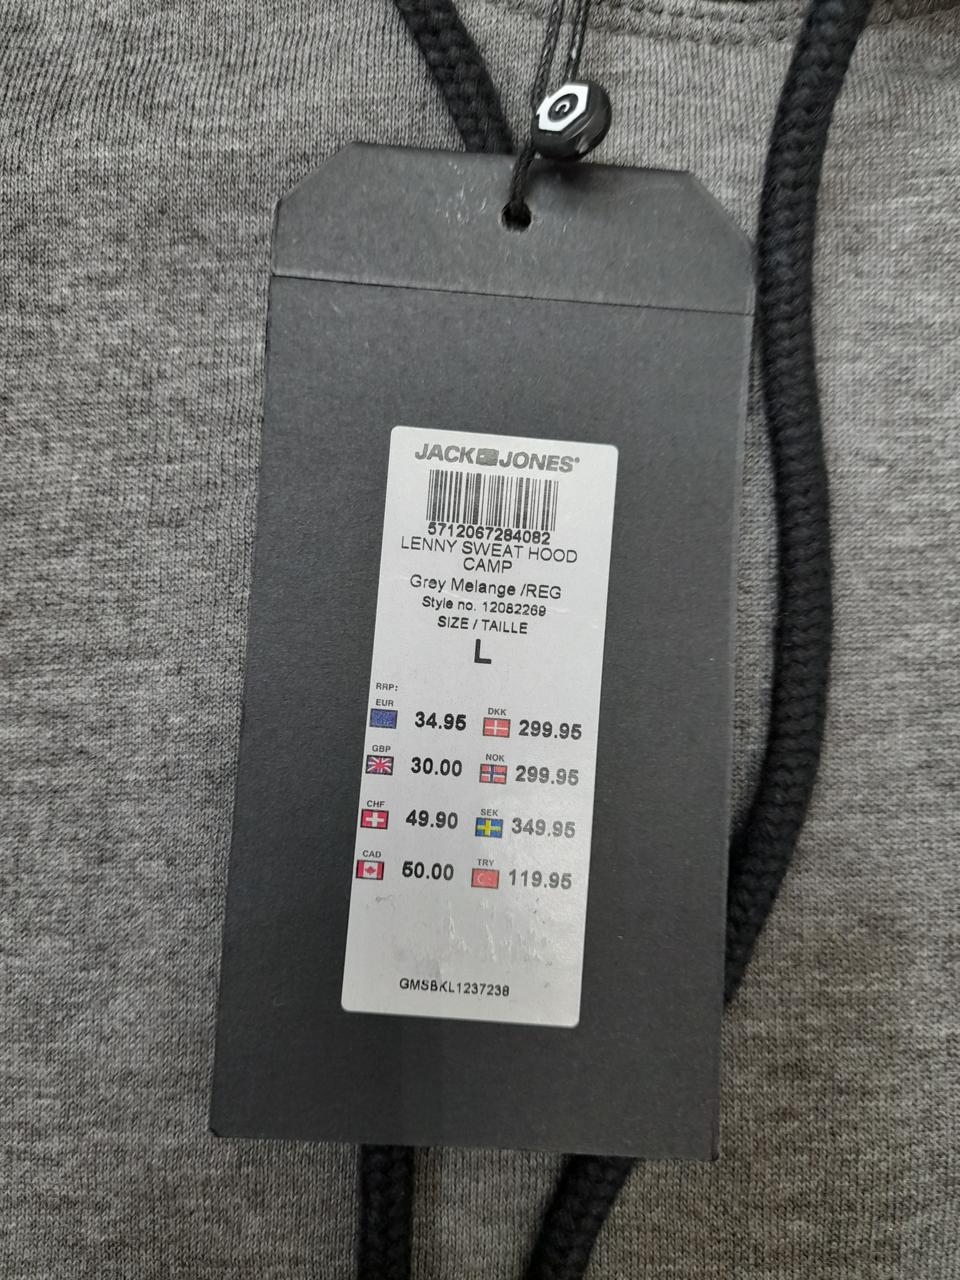 G
JACK & JONES®
5712067284082
LENNY SWEAT HOOD
CAMP
Grey Melange /REG
Style no. 12082269
SIZE / TAILLE
L
RRP:
EUR 34.95 DKK 299.95
GBP 30.00 NOK 299.95
CHF 49.90 SEK 349.95
CAD 50.00 TRY 119.95
GMSBKL1237238